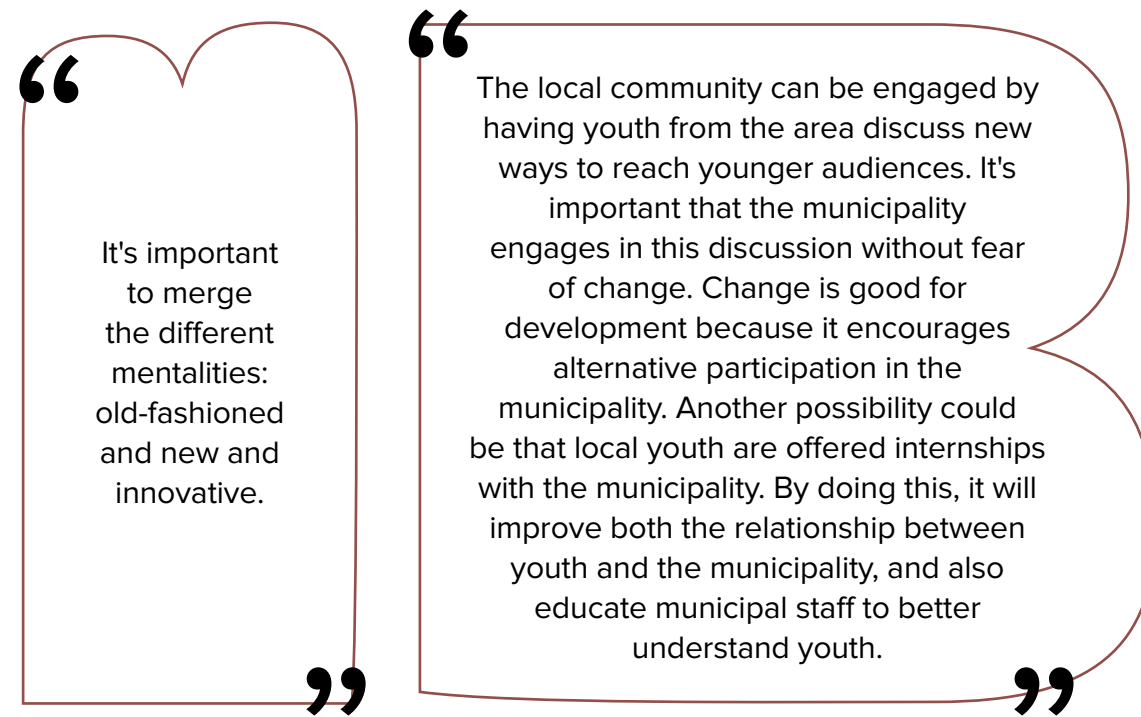 “
It's important
to merge
the different
mentalities:
old-fashioned
and new and
innovative.
”
“
The local community can be engaged by
having youth from the area discuss new
ways to reach younger audiences. It's
important that the municipality
engages in this discussion without fear
of change. Change is good for
development because it encourages
alternative participation in the
municipality. Another possibility could
be that local youth are offered internships
with the municipality. By doing this, it will
improve both the relationship between
youth and the municipality, and also
educate municipal staff to better
understand youth.
”